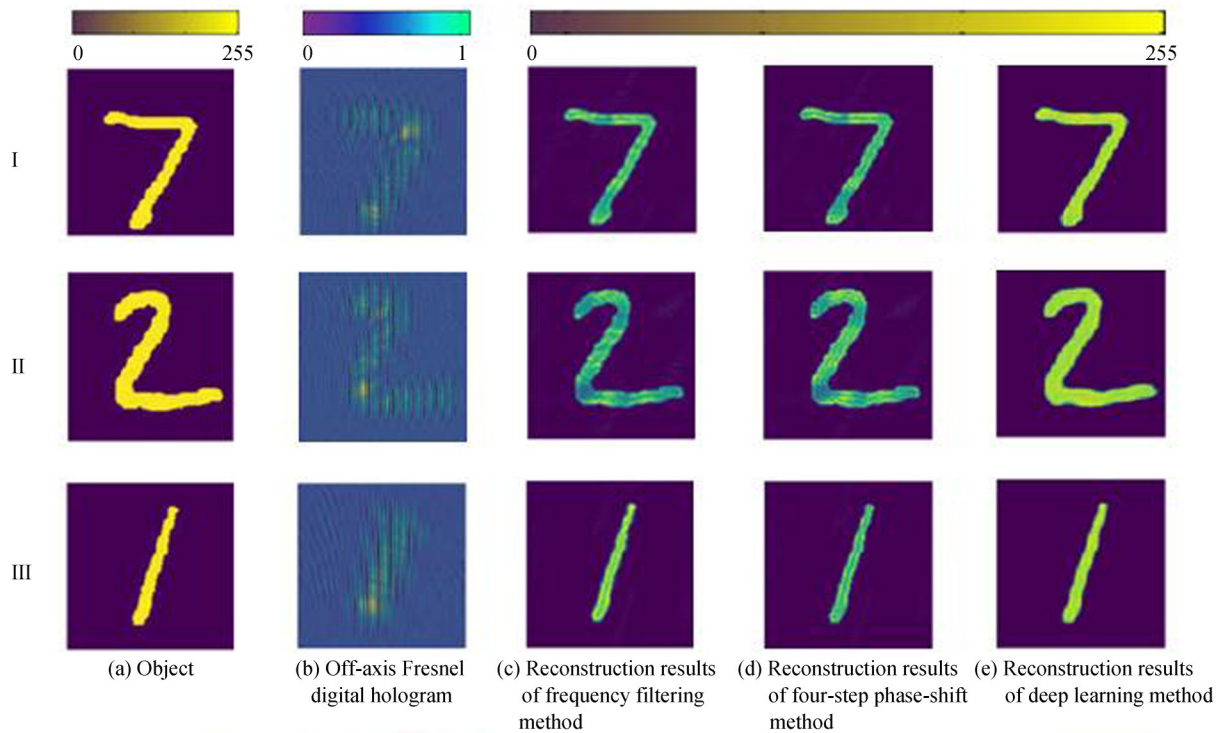 0 255 0 1 0 255
I
II
III
(a) Object
(b) Off-axis Fresnel
digital hologram
(c) Reconstruction results
of frequency filtering
method
(d) Reconstruction results
of four-step phase-shift
method
(e) Reconstruction results
of deep learning method